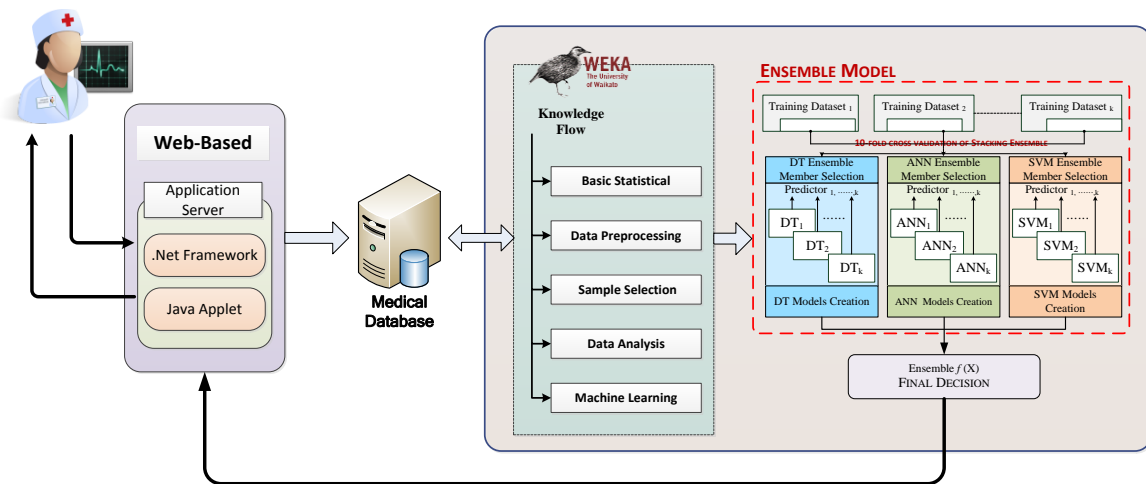 Web-Based
Application
Server
.Net Framework
Java Applet
Medical
Database
WEKA
The University
of Waikato
Knowledge
Flow
Basic Statistical
Data Preprocessing
Sample Selection
Data Analysis
Machine Learning
ENSEMBLE MODEL
Training Dataset 1
Training Dataset 2
Training Dataset k
10-FOLD CROSS VALIDATION OF STACKING ENSEMBLE
DT Ensemble
Member Selection
Predictor 1, ......,k
......
DT1
DT2
DTk
DT Models Creation
ANN Ensemble
Member Selection
Predictor 1, ......,k
......
ANN1
ANN2
ANNk
ANN Models Creation
SVM Ensemble
Member Selection
Predictor 1, ......,k
......
SVM1
SVM2
SVMk
SVM Models
Creation
Ensemble f (X)
FINAL DECISION